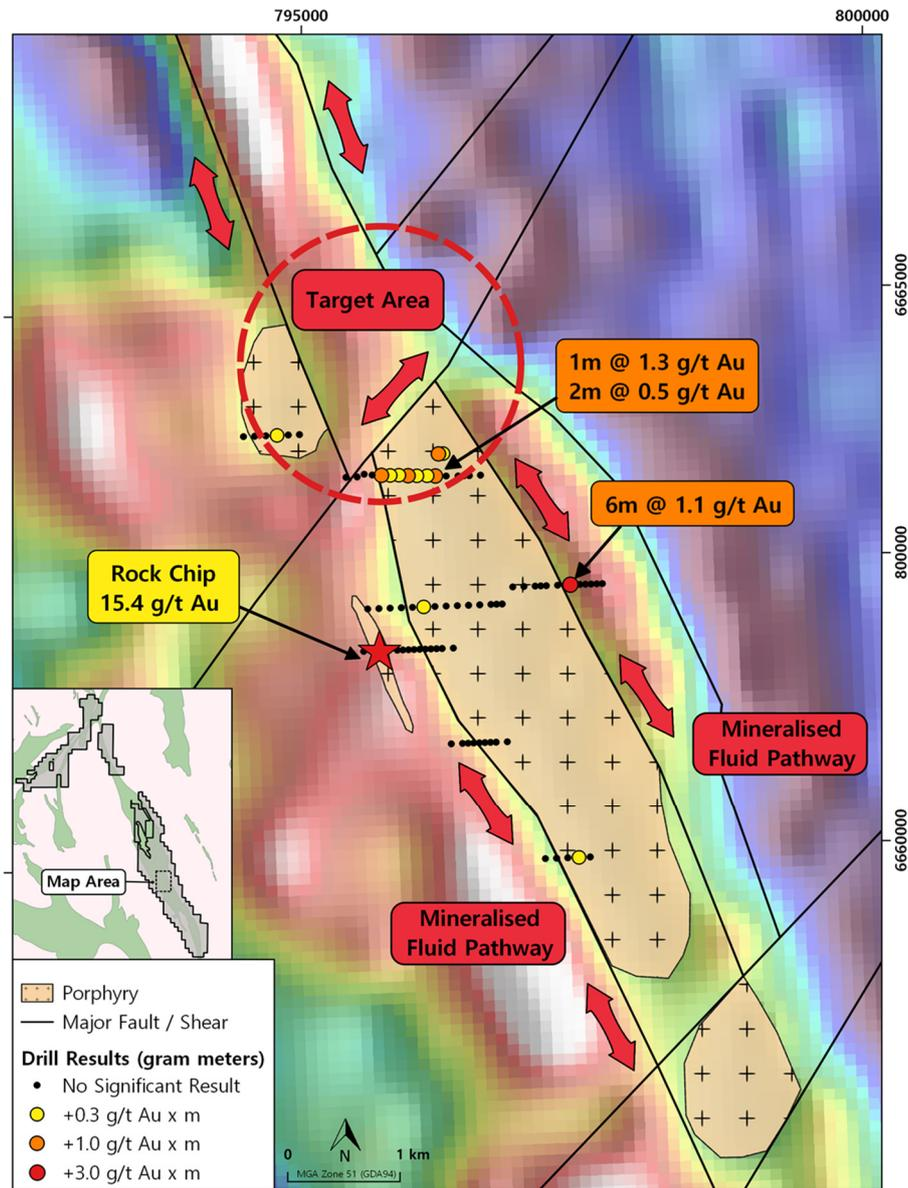 795000
800000
6665000
Target Area
1m @ 1.3 g/t Au
2m @ 0.5 g/t Au
6m @ 1.1 g/t Au
800000
Rock Chip
15.4 g/t Au
Mineralised
Fluid Pathway
6660000
Map Area
Mineralised
Fluid Pathway
Porphyry
Major Fault / Shear
Drill Results (gram meters)
No Significant Result
+0.3 g/t Au x m
+1.0 g/t Au x m
+3.0 g/t Au x m
0 N 1 km
MGA Zone 51 (GDA94)